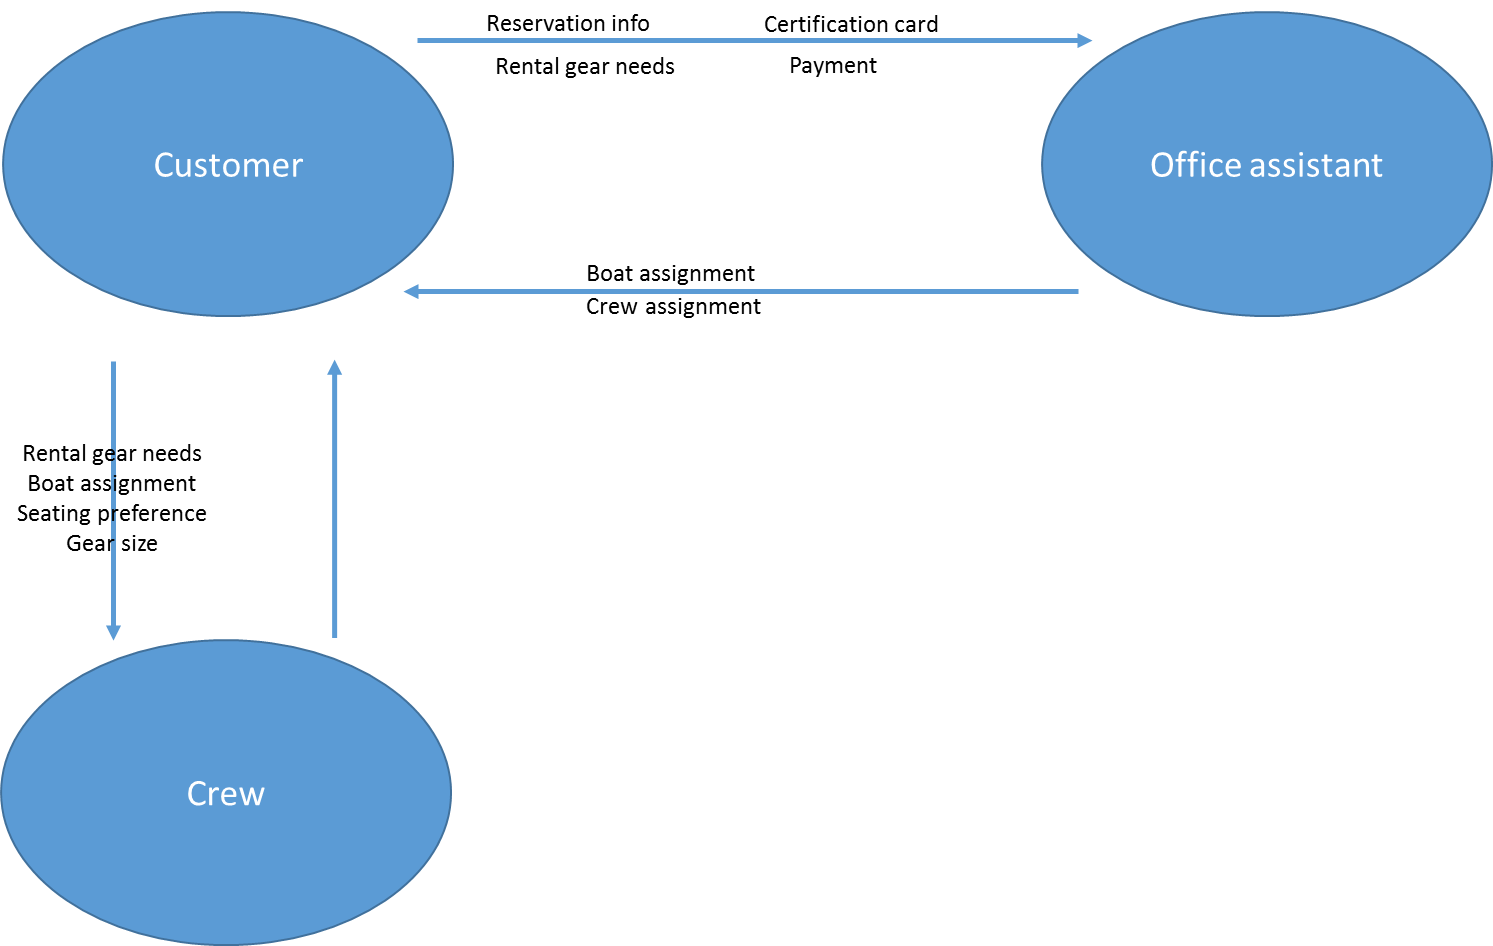 Reservation info
Certification card
Rental gear needs
Payment
Customer
Office assistant
Boat assignment
Crew assignment
Rental gear needs
Boat assignment
Seating preference
Gear size
Crew